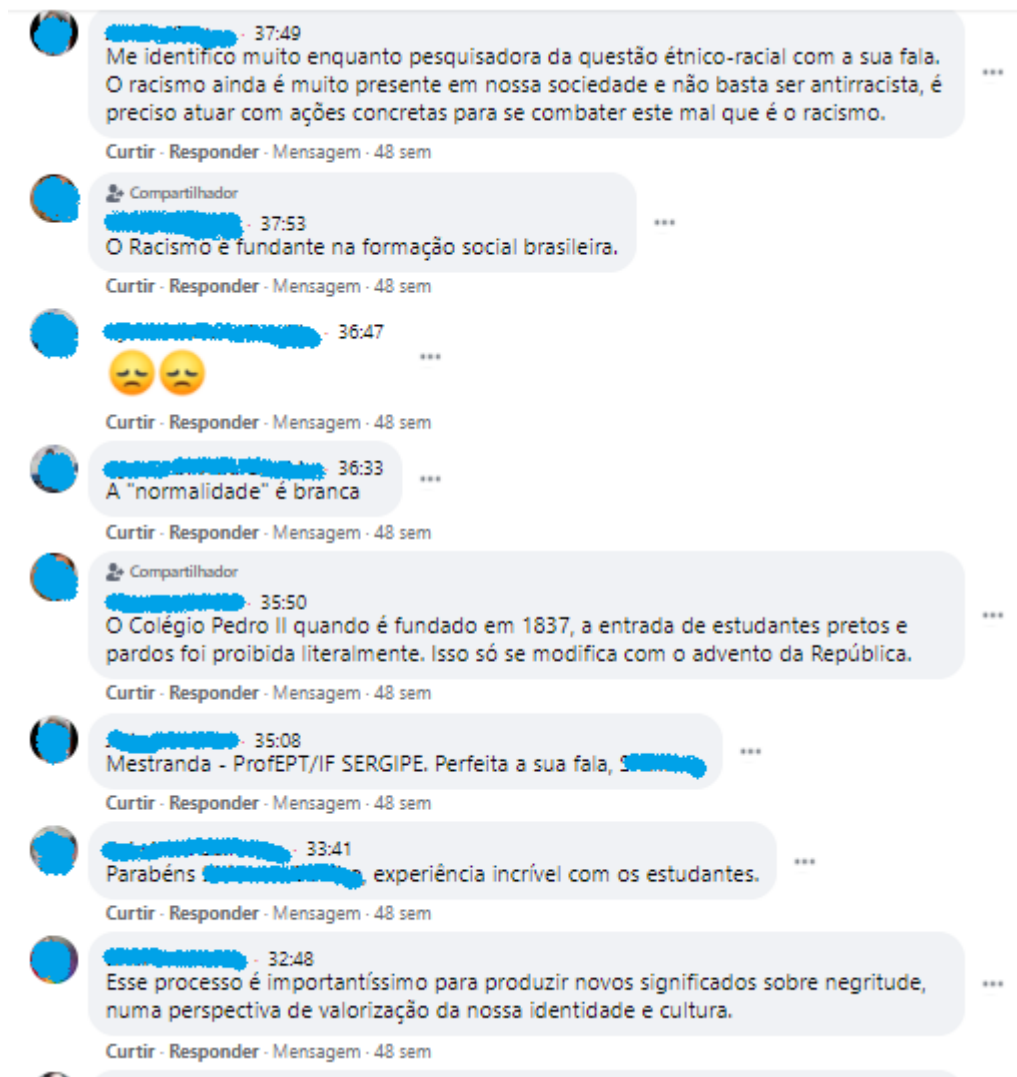 · 37:49
Me identifico muito enquanto pesquisadora da questão étnico-racial com a sua fala.
O racismo ainda é muito presente em nossa sociedade e não basta ser antirracista, é
preciso atuar com ações concretas para se combater este mal que é o racismo.
Curtir · Responder · Mensagem · 48 sem
Compartilhador
· 37:53
O Racismo é fundante na formação social brasileira.
Curtir · Responder · Mensagem · 48 sem
· 36:47
Curtir · Responder · Mensagem · 48 sem
36:33
A "normalidade" é branca
Curtir · Responder · Mensagem · 48 sem
Compartilhador
· 35:50
O Colégio Pedro II quando é fundado em 1837, a entrada de estudantes pretos e
pardos foi proibida literalmente. Isso só se modifica com o advento da República.
Curtir · Responder · Mensagem · 48 sem
· 35:08
Mestranda - ProfEPT/IF SERGIPE. Perfeita a sua fala,
Curtir · Responder · Mensagem · 48 sem
· 33:41
Parabéns , experiência incrível com os estudantes.
Curtir · Responder · Mensagem · 48 sem
· 32:48
Esse processo é importantíssimo para produzir novos significados sobre negritude,
numa perspectiva de valorização da nossa identidade e cultura.
Curtir · Responder · Mensagem · 48 sem